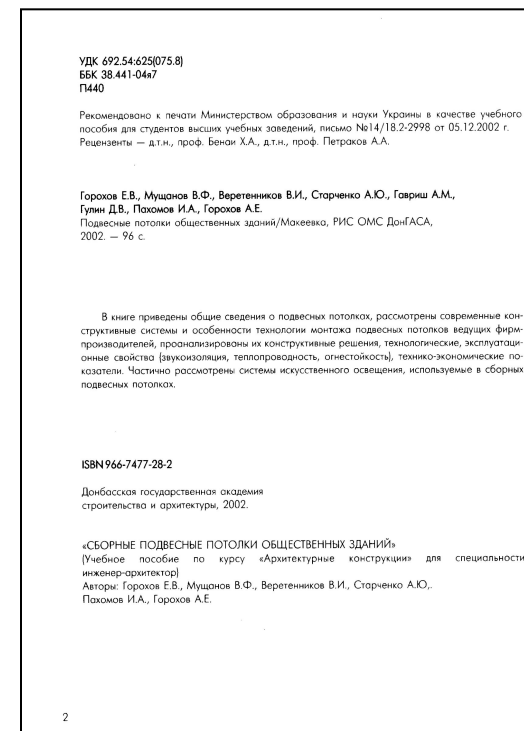 УДК 692.54:625(075.8)
ББК 38.441-04я7
П440
Рекомендовано к печати Министерством образования и науки Украины в качестве учебного
пособия для студентов высших учебных заведений, письмо №14/18.2-2998 от 05.12.2002 г.
Рецензенты — д.т.н., проф. Бенаи Х.А., д.т.н., проф. Петраков А.А.
Горохов Е.В., Мущанов В.Ф., Веретенников В.И., Старченко А.Ю., Гавриш А.М.,
Гулин Д.В., Пахомов И.А., Горохов А.Е.
Подвесные потолки общественных зданий/Макеевка, РИС ОМС ДонГАСА,
2002. — 96 с.
В книге приведены общие сведения о подвесных потолках, рассмотрены современные кон-
структивные системы и особенности технологии монтажа подвесных потолков ведущих фирм-
производителей, проанализированы их конструктивные решения, технологические, эксплуатаци-
онные свойства (звукоизоляция, теплопроводность, огнестойкость), технико-экономические по-
казатели. Частично рассмотрены системы искусственного освещения, используемые в сборных
подвесных потолках.
ISBN 966-7477-28-2
Донбасская государственная академия
строительства и архитектуры, 2002.
«СБОРНЫЕ ПОДВЕСНЫЕ ПОТОЛКИ ОБЩЕСТВЕННЫХ ЗДАНИЙ»
(Учебное пособие по курсу «Архитектурные конструкции» для специальности
инженер-архитектор)
Авторы: Горохов Е.В., Мущанов В.Ф., Веретенников В.И., Старченко А.Ю,.
Пахомов И.А., Горохов А.Е.
2